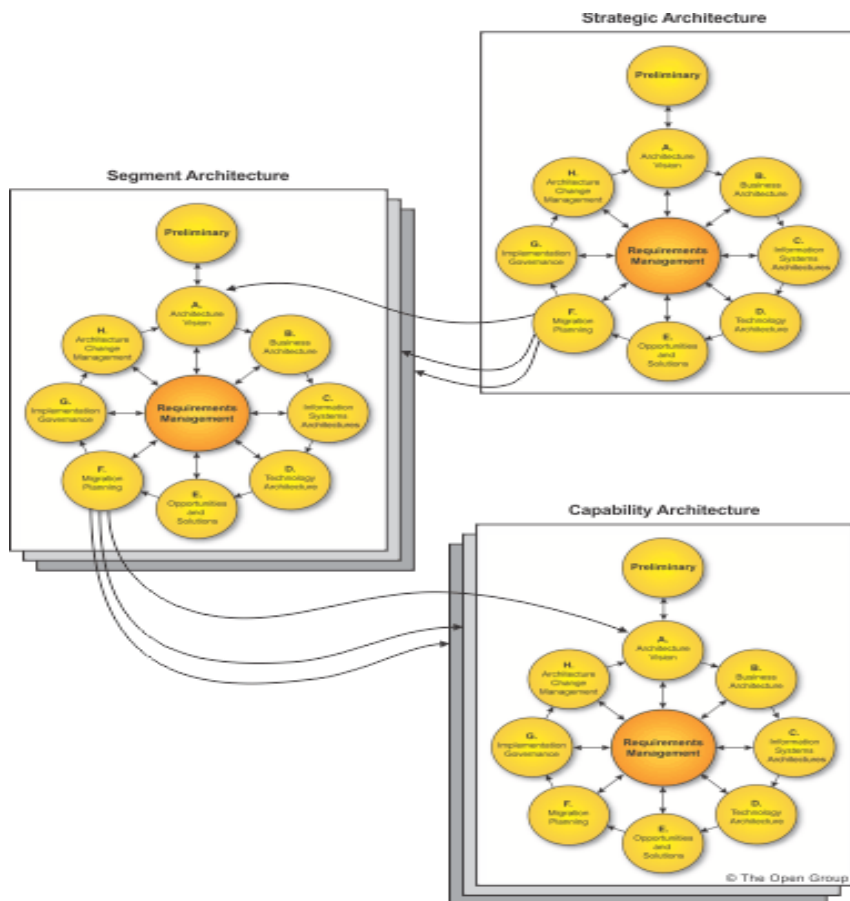 Strategic Architecture
Preliminary
A.
Architecture
Vision
B.
Business
Architecture
C.
Information
Systems
Architectures
D.
Technology
Architecture
E.
Opportunities
and
Solutions
F.
Migration
Planning
G.
Implementation
Governance
H.
Architecture
Change
Management
Requirements
Management
Segment Architecture
Preliminary
A.
Architecture
Vision
B.
Business
Architecture
C.
Information
Systems
Architectures
D.
Technology
Architecture
E.
Opportunities
and
Solutions
F.
Migration
Planning
G.
Implementation
Governance
H.
Architecture
Change
Management
Requirements
Management
Capability Architecture
Preliminary
A.
Architecture
Vision
B.
Business
Architecture
C.
Information
Systems
Architectures
D.
Technology
Architecture
E.
Opportunities
and
Solutions
F.
Migration
Planning
G.
Implementation
Governance
H.
Architecture
Change
Management
Requirements
Management
© The Open Group